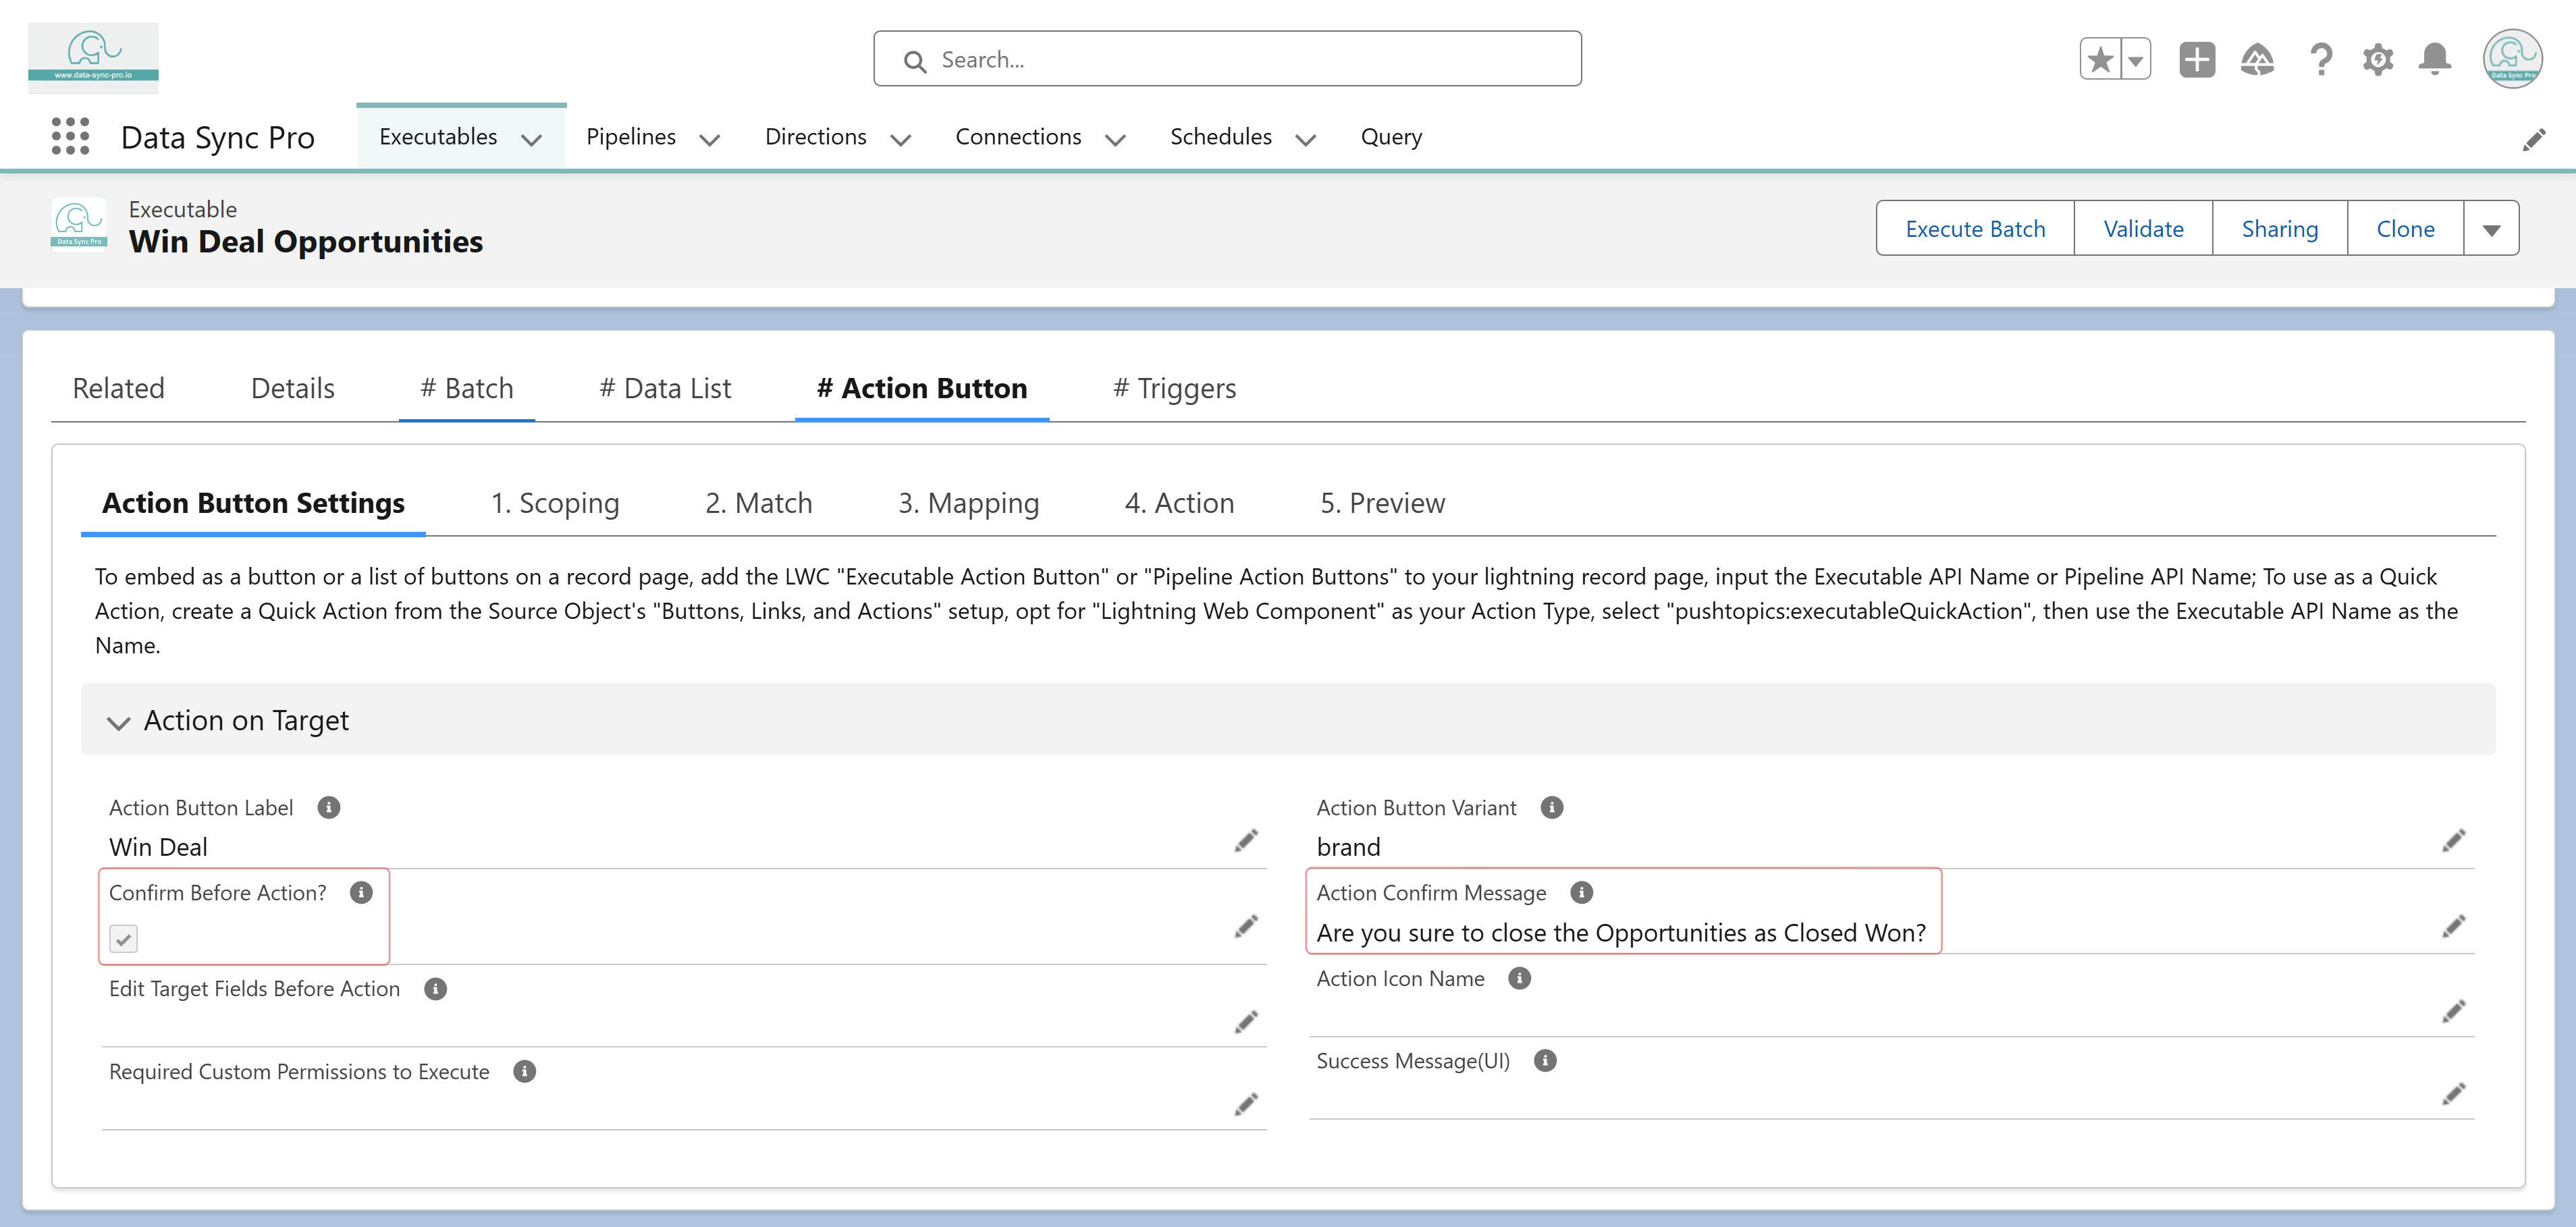 www.data-sync-pro.io
Search...
Data Sync Pro
Data Sync Pro
Executables
Pipelines
Directions
Connections
Schedules
Query
Data Sync Pro
Executable
Win Deal Opportunities
Execute Batch
Validate
Sharing
Clone
Related
Details
# Batch
# Data List
# Action Button
# Triggers
Action Button Settings
1. Scoping
2. Match
3. Mapping
4. Action
5. Preview
To embed as a button or a list of buttons on a record page, add the LWC "Executable Action Button" or "Pipeline Action Buttons" to your lightning record page, input the Executable API Name or Pipeline API Name; To use as a Quick
Action, create a Quick Action from the Source Object's "Buttons, Links, and Actions" setup, opt for "Lightning Web Component" as your Action Type, select "pushtopics:executableQuickAction", then use the Executable API Name as the
Name.
Action on Target
Action Button Label
Win Deal
Action Button Variant
brand
Confirm Before Action?
Action Confirm Message
Are you sure to close the Opportunities as Closed Won?
Edit Target Fields Before Action
Action Icon Name
Required Custom Permissions to Execute
Success Message(UI)